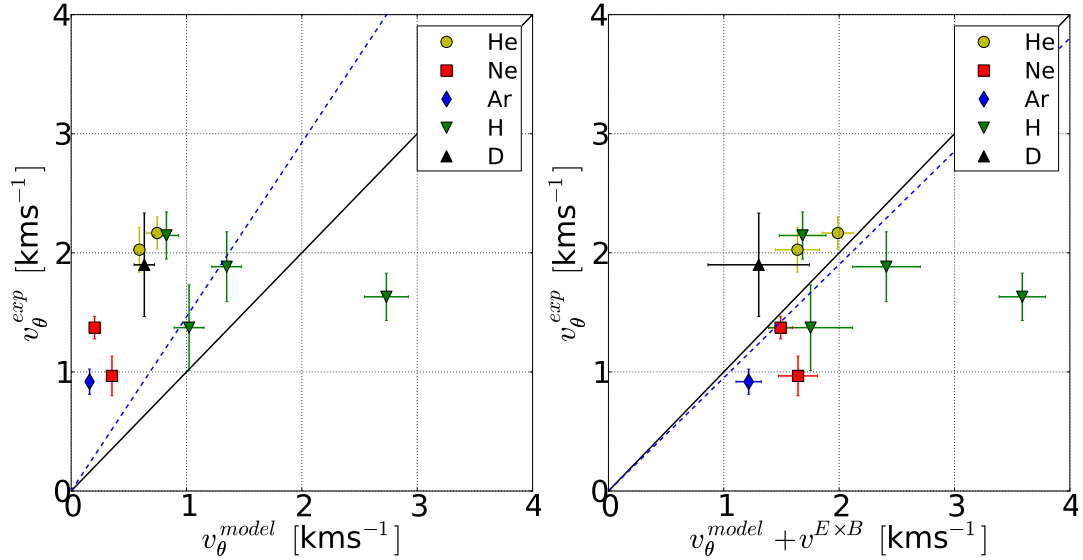 4
3
2
1
0
v_θ^exp [kms^−1]
0 1 2 3 4
v_θ^model [kms^−1]
He
Ne
Ar
H
D
4
3
2
1
0
v_θ^exp [kms^−1]
0 1 2 3 4
v_θ^model + v^E×B [kms^−1]
He
Ne
Ar
H
D